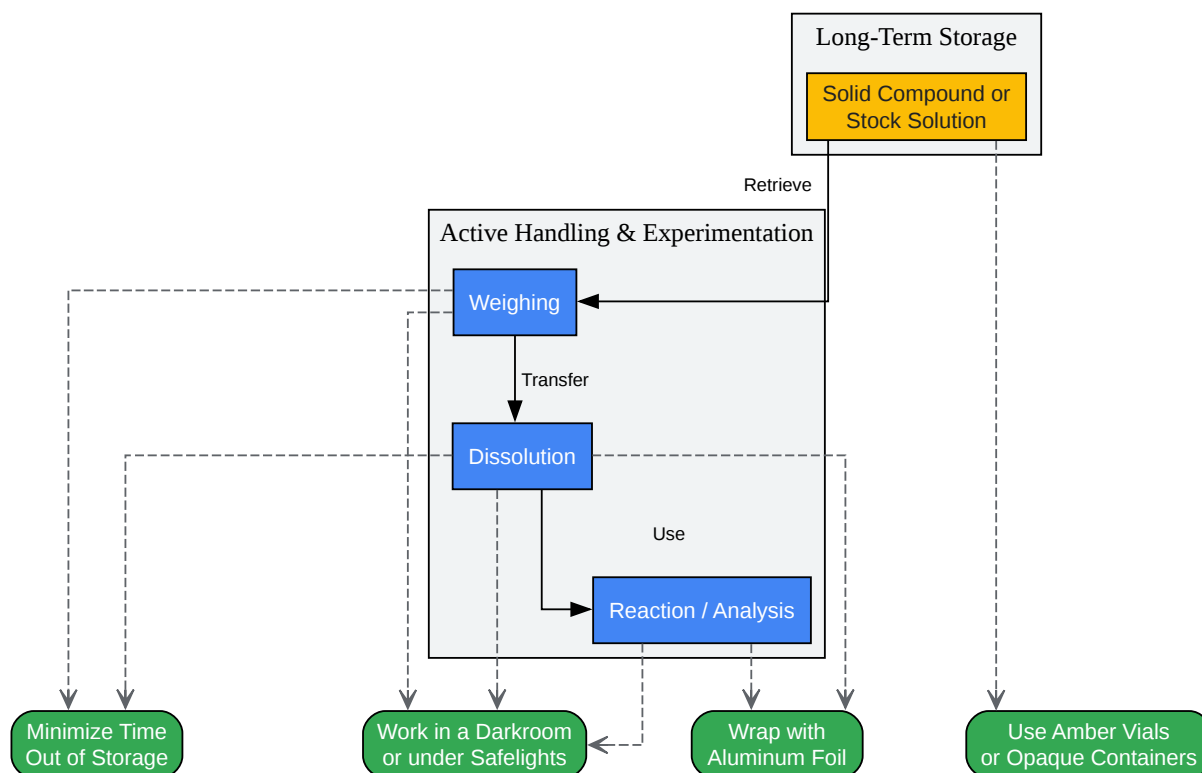 Long-Term Storage
Solid Compound or
Stock Solution
Retrieve
Active Handling & Experimentation
Weighing
Transfer
Dissolution
Use
Reaction / Analysis
Minimize Time
Out of Storage
Work in a Darkroom
or under Safelights
Wrap with
Aluminum Foil
Use Amber Vials
or Opaque Containers